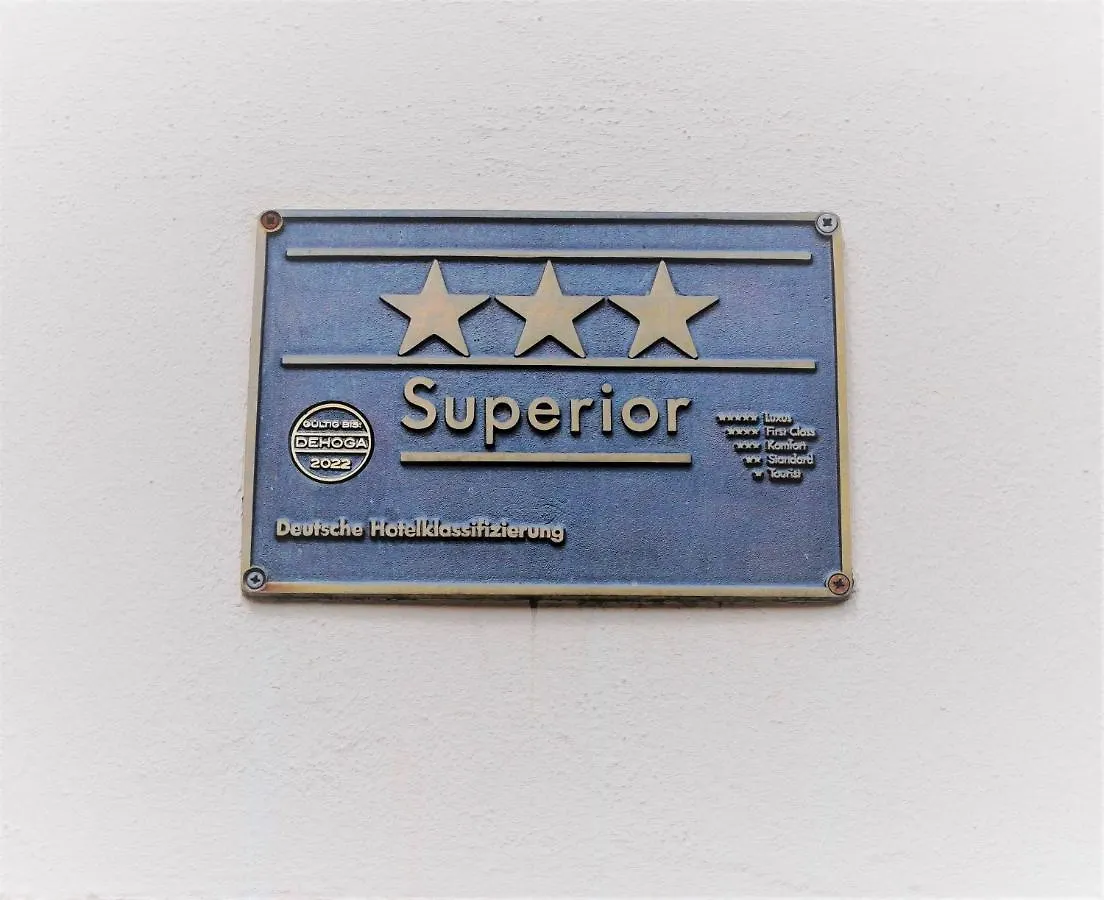 Superior
GÜLTIG BIS:
DEHOGA
2022
Luxus
First Class
Komfort
Standard
Tourist
Deutsche Hotelklassifizierung